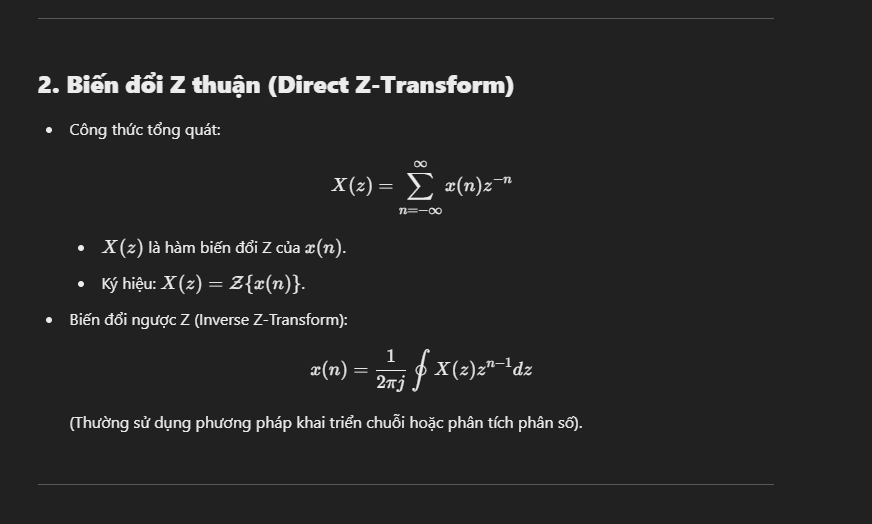 2. Biến đổi Z thuận (Direct Z-Transform)
• Công thức tổng quát:
X(z) = ∑_{n=-∞}^{∞} x(n)z^{-n}
• X(z) là hàm biến đổi Z của x(n).
• Ký hiệu: X(z) = Z{x(n)}.
• Biến đổi ngược Z (Inverse Z-Transform):
x(n) = \frac{1}{2πj} ∮ X(z)z^{n-1}dz
(Thường sử dụng phương pháp khai triển chuỗi hoặc phân tích phân số).